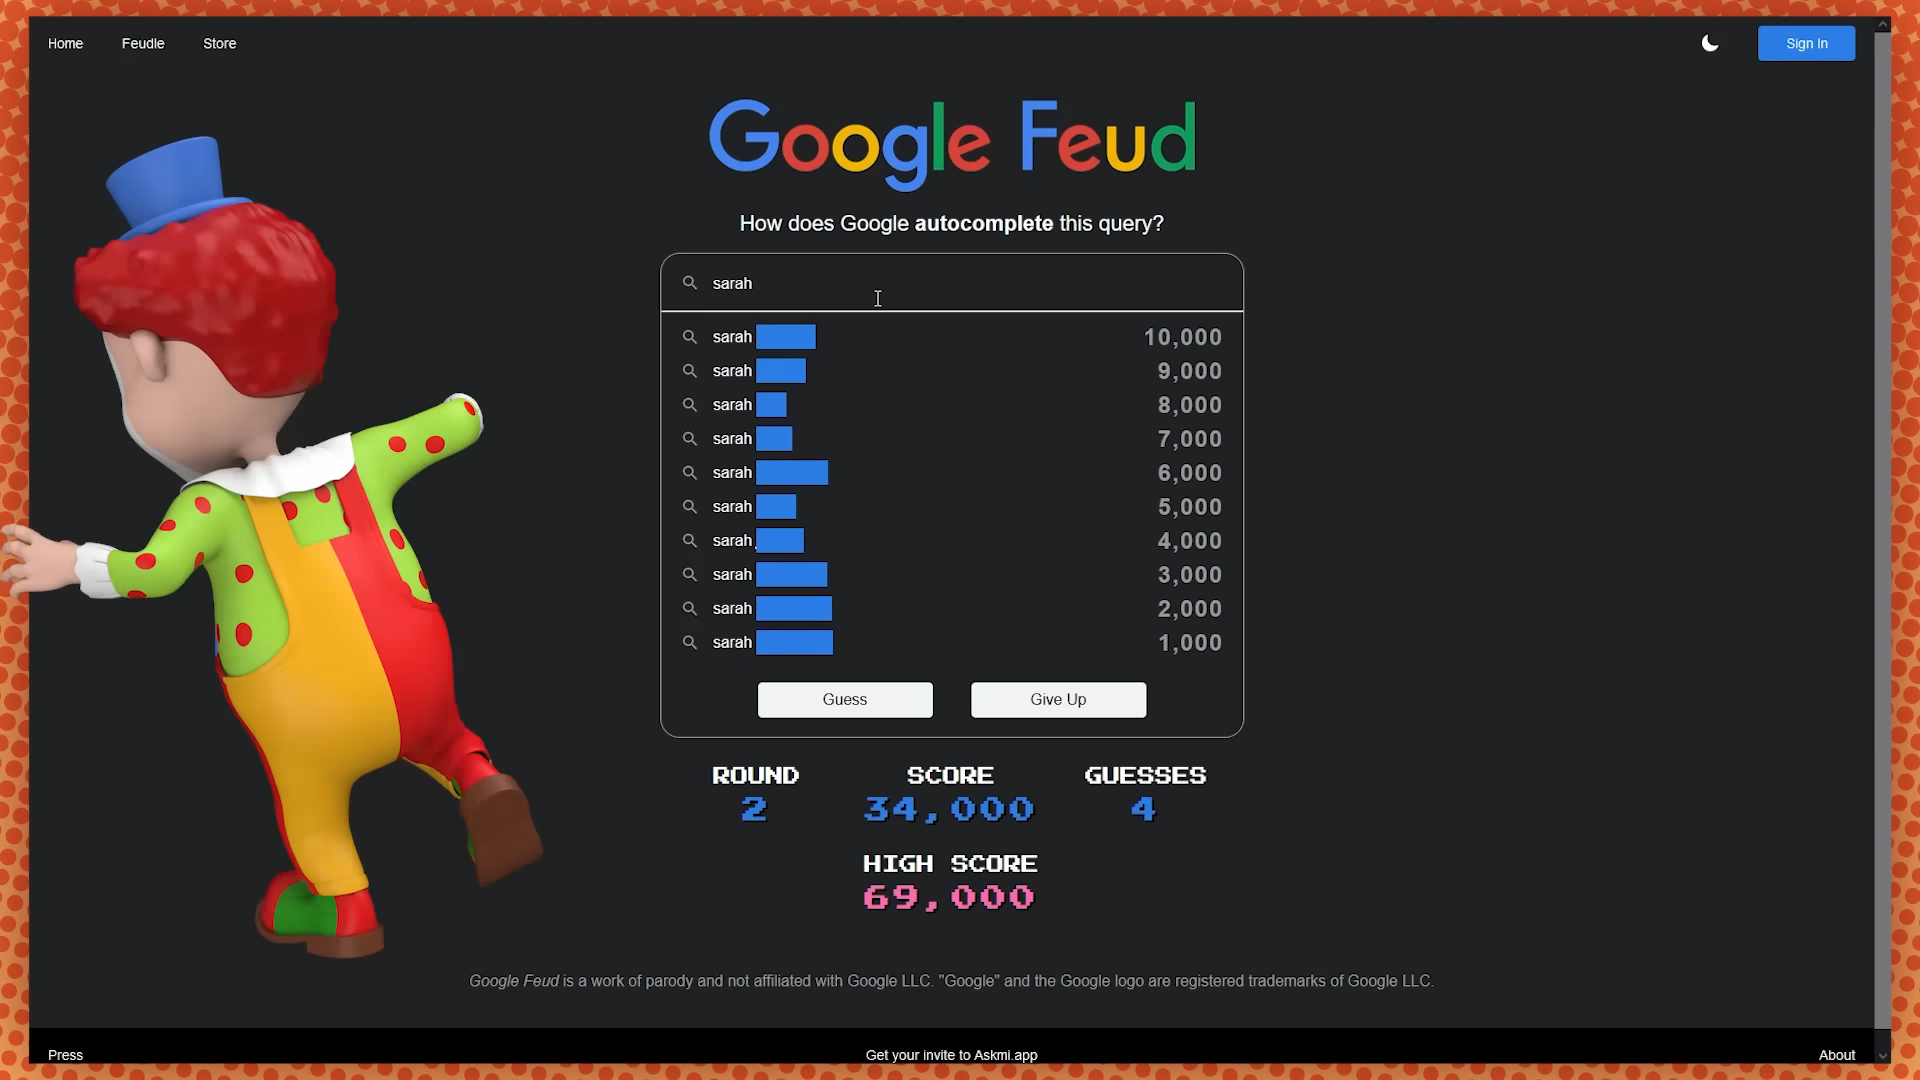 Home Feudle Store Sign In
Google Feud
How does Google autocomplete this query?
sarah
sarah 10,000
sarah 9,000
sarah 8,000
sarah 7,000
sarah 6,000
sarah 5,000
sarah 4,000
sarah 3,000
sarah 2,000
sarah 1,000
Guess Give Up
ROUND SCORE GUESSES
2 34,000 4
HIGH SCORE
69,000
Google Feud is a work of parody and not affiliated with Google LLC. "Google" and the Google logo are registered trademarks of Google LLC.
Press Get your invite to Askmi.app About